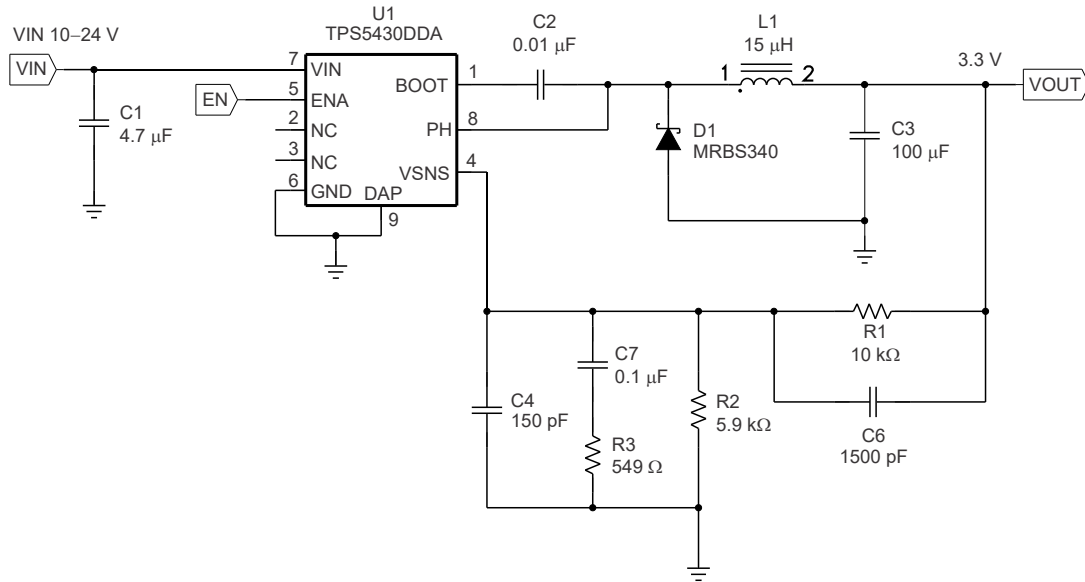 U1
TPS5430DDA
VIN 10–24 V
VIN
C1
4.7 μF
EN
7
VIN
5
ENA
2
NC
3
NC
6
GND
DAP
9
BOOT
1
PH
8
VSNS
4
C2
0.01 μF
L1
15 μH
1
2
D1
MRBS340
C3
100 μF
3.3 V
VOUT
R1
10 kΩ
C6
1500 pF
C7
0.1 μF
C4
150 pF
R3
549 Ω
R2
5.9 kΩ